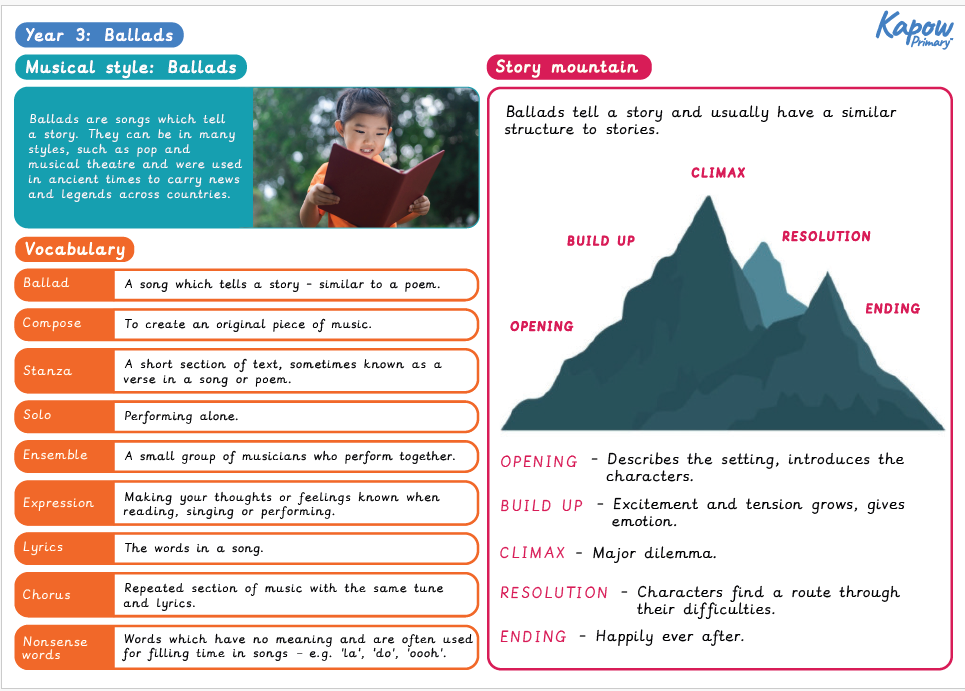 Kapow
Primary™
Year 3: Ballads
Musical style: Ballads
Ballads are songs which tell
a story. They can be in many
styles, such as pop and
musical theatre and were used
in ancient times to carry news
and legends across countries.
Vocabulary
Ballad
A song which tells a story - similar to a poem.
Compose
To create an original piece of music.
Stanza
A short section of text, sometimes known as a
verse in a song or poem.
Solo
Performing alone.
Ensemble
A small group of musicians who perform together.
Expression
Making your thoughts or feelings known when
reading, singing or performing.
Lyrics
The words in a song.
Chorus
Repeated section of music with the same tune
and lyrics.
Nonsense
words
Words which have no meaning and are often used
for filling time in songs – e.g. 'la', 'do', 'oooh'.
Story mountain
Ballads tell a story and usually have a similar
structure to stories.
CLIMAX
BUILD UP
RESOLUTION
ENDING
OPENING
OPENING - Describes the setting, introduces the
characters.
BUILD UP - Excitement and tension grows, gives
emotion.
CLIMAX - Major dilemma.
RESOLUTION - Characters find a route through
their difficulties.
ENDING - Happily ever after.